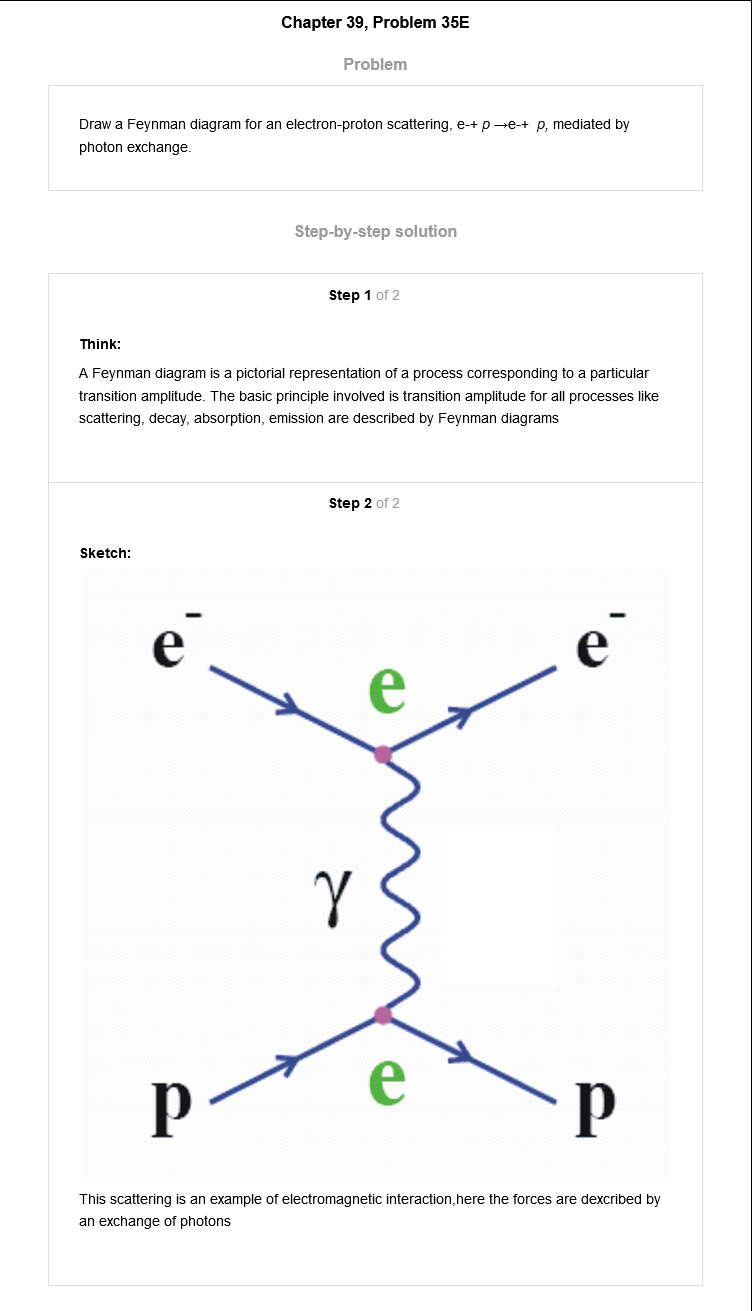 Chapter 39, Problem 35E
Problem
Draw a Feynman diagram for an electron-proton scattering, e-+ p →e-+ p, mediated by
photon exchange.
Step-by-step solution
Step 1 of 2
Think:
A Feynman diagram is a pictorial representation of a process corresponding to a particular
transition amplitude. The basic principle involved is transition amplitude for all processes like
scattering, decay, absorption, emission are described by Feynman diagrams
Step 2 of 2
Sketch:
e⁻ e⁻
e
γ
e
p p
This scattering is an example of electromagnetic interaction,here the forces are dexcribed by
an exchange of photons